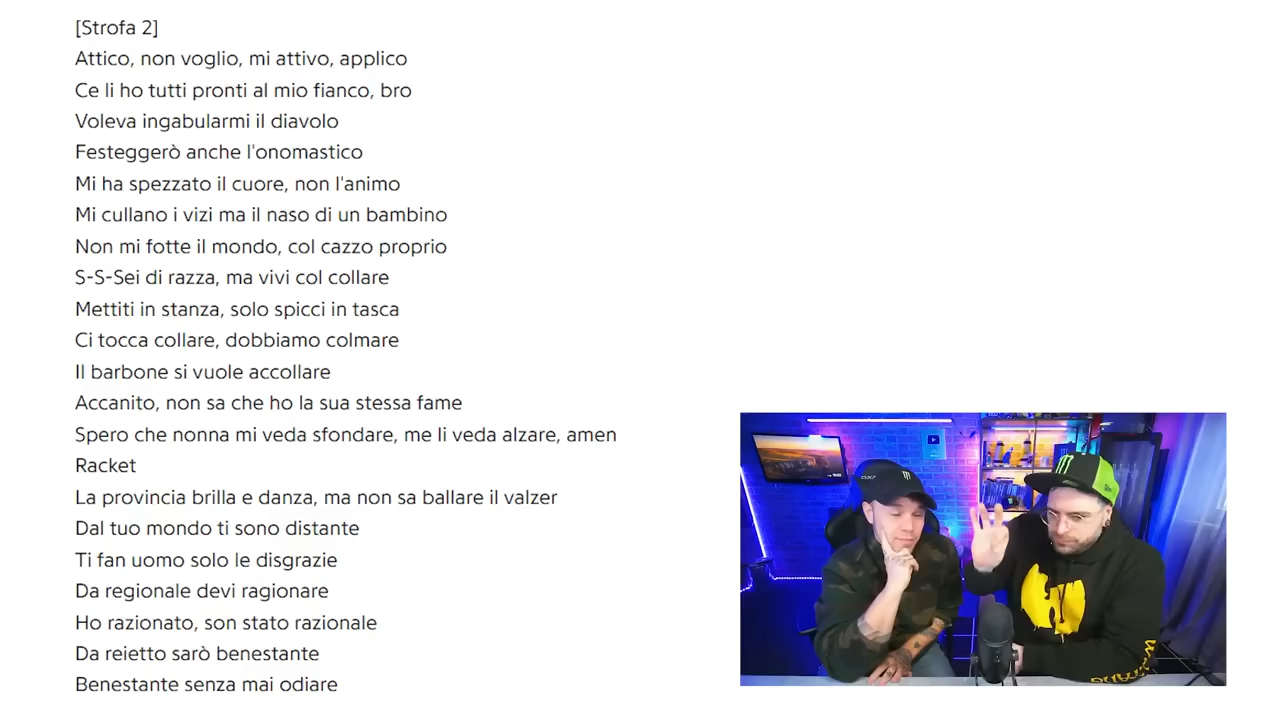 [Strofa 2]
Attico, non voglio, mi attivo, applico
Ce li ho tutti pronti al mio fianco, bro
Voleva ingabularmi il diavolo
Festeggerò anche l'onomastico
Mi ha spezzato il cuore, non l'animo
Mi cullano i vizi ma il naso di un bambino
Non mi fotte il mondo, col cazzo proprio
S-S-Sei di razza, ma vivi col collare
Mettiti in stanza, solo spicci in tasca
Ci tocca collare, dobbiamo colmare
Il barbone si vuole accollare
Accanito, non sa che ho la sua stessa fame
Spero che nonna mi veda sfondare, me li veda alzare, amen
Racket
La provincia brilla e danza, ma non sa ballare il valzer
Dal tuo mondo ti sono distante
Ti fan uomo solo le disgrazie
Da regionale devi ragionare
Ho razionato, son stato razionale
Da reietto sarò benestante
Benestante senza mai odiare